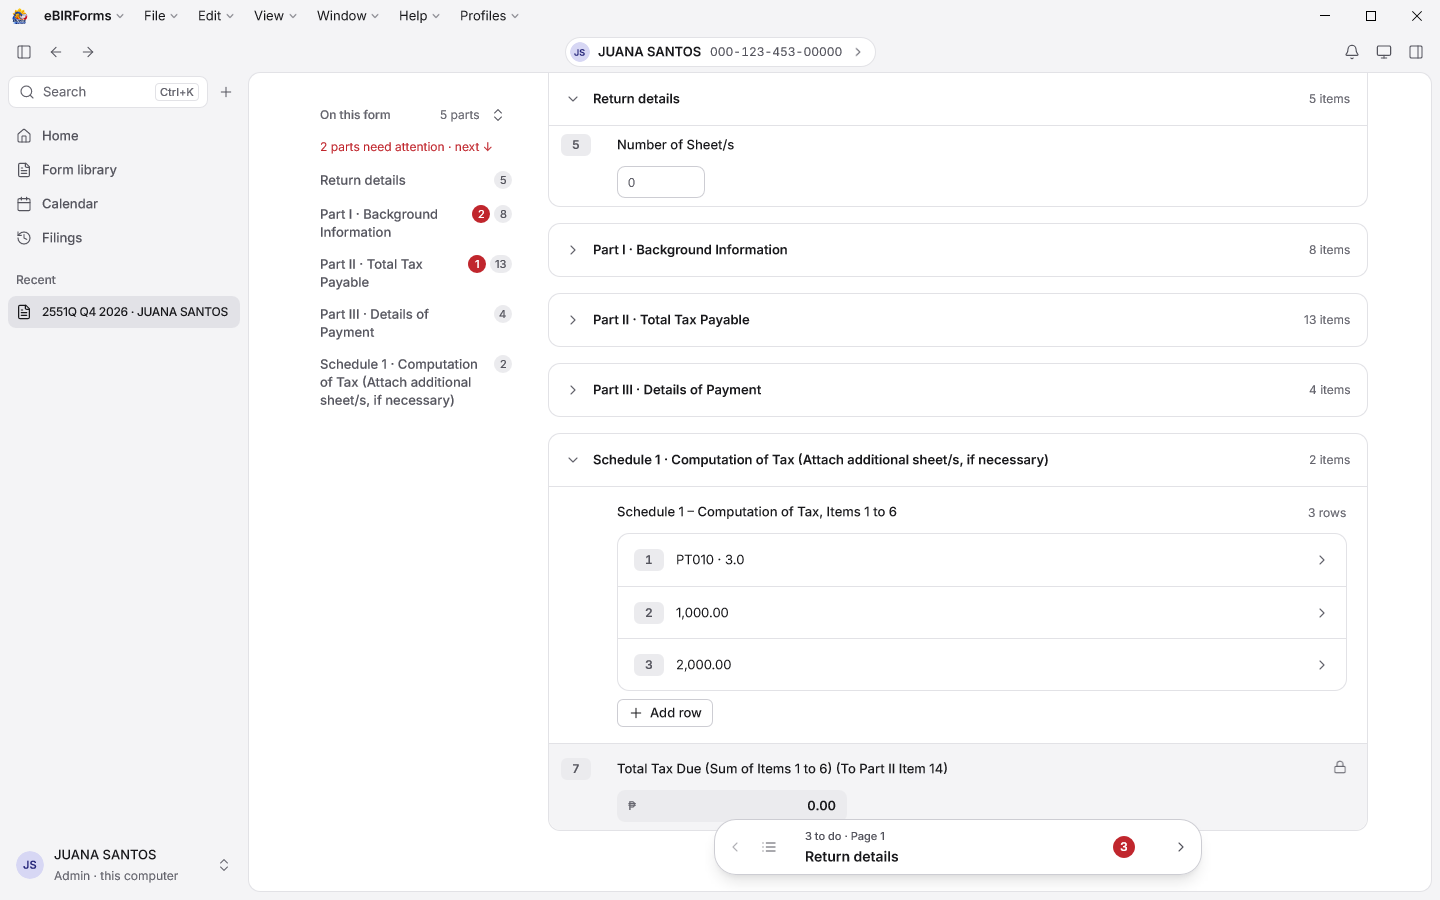 eBIRForms File Edit View Window Help Profiles
JS JUANA SANTOS 000-123-453-00000
Search Ctrl+K
Home
Form library
Calendar
Filings
Recent
2551Q Q4 2026 · JUANA SANTOS
JS JUANA SANTOS
Admin · this computer
On this form 5 parts
2 parts need attention · next ↓
Return details 5
Part I · Background 2 8
Information
Part II · Total Tax 1 13
Payable
Part III · Details of 4
Payment
Schedule 1 · Computation 2
of Tax (Attach additional
sheet/s, if necessary)
Return details 5 items
5 Number of Sheet/s
0
Part I · Background Information 8 items
Part II · Total Tax Payable 13 items
Part III · Details of Payment 4 items
Schedule 1 · Computation of Tax (Attach additional sheet/s, if necessary) 2 items
Schedule 1 – Computation of Tax, Items 1 to 6 3 rows
1 PT010 · 3.0
2 1,000.00
3 2,000.00
+ Add row
7 Total Tax Due (Sum of Items 1 to 6) (To Part II Item 14)
₱ 0.00
3 to do · Page 1
Return details 3